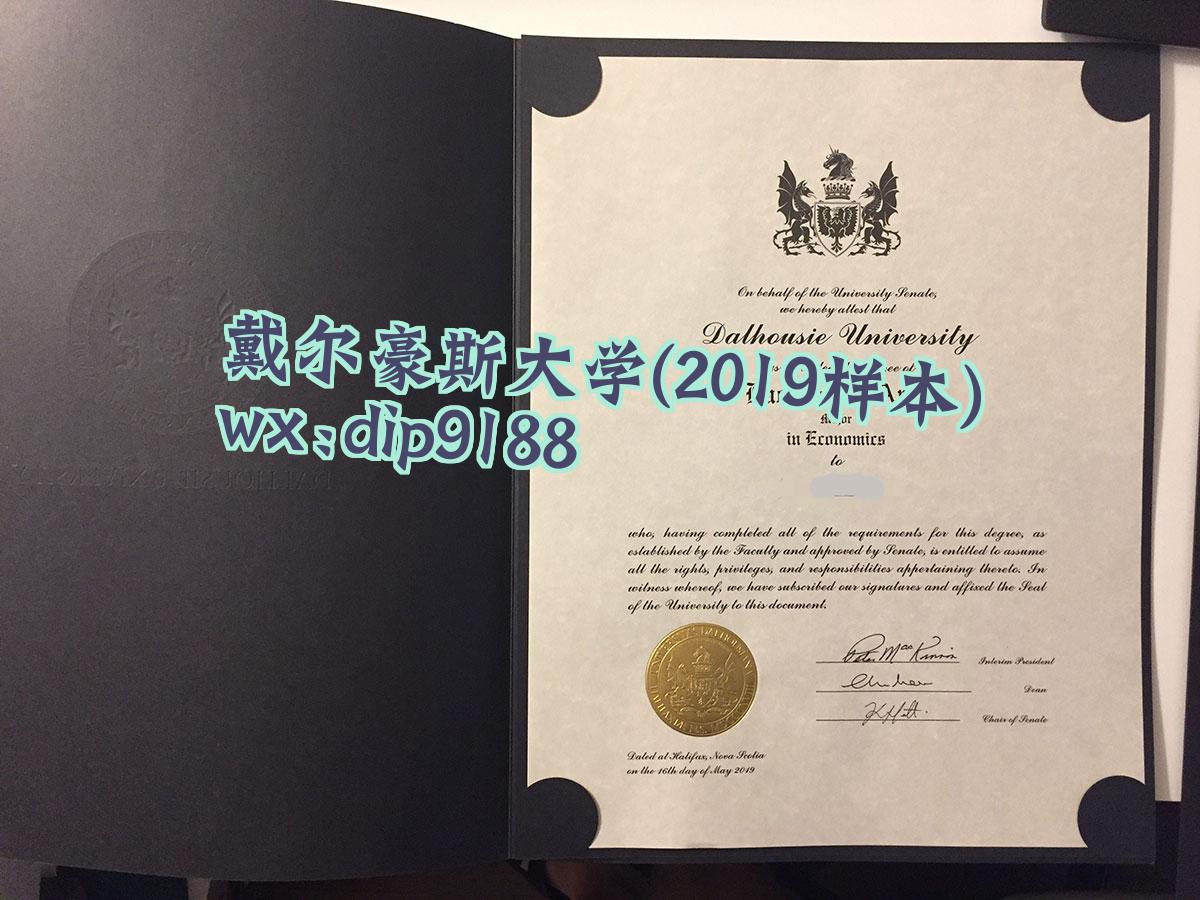 On behalf of the University Senate,
we hereby attest that
Dalhousie University
戴尔豪斯大学(2019样本)
wx:dip9188
Major
in Economics
to
who, having completed all of the requirements for this degree, as
established by the Faculty and approved by Senate, is entitled to assume
all the rights, privileges, and responsibilities appertaining thereto. In
witness whereof, we have subscribed our signatures and affixed the Seal
of the University to this document.
Interim President
Dean
Chair of Senate
Dated at Halifax, Nova Scotia
on the 16th day of May 2019